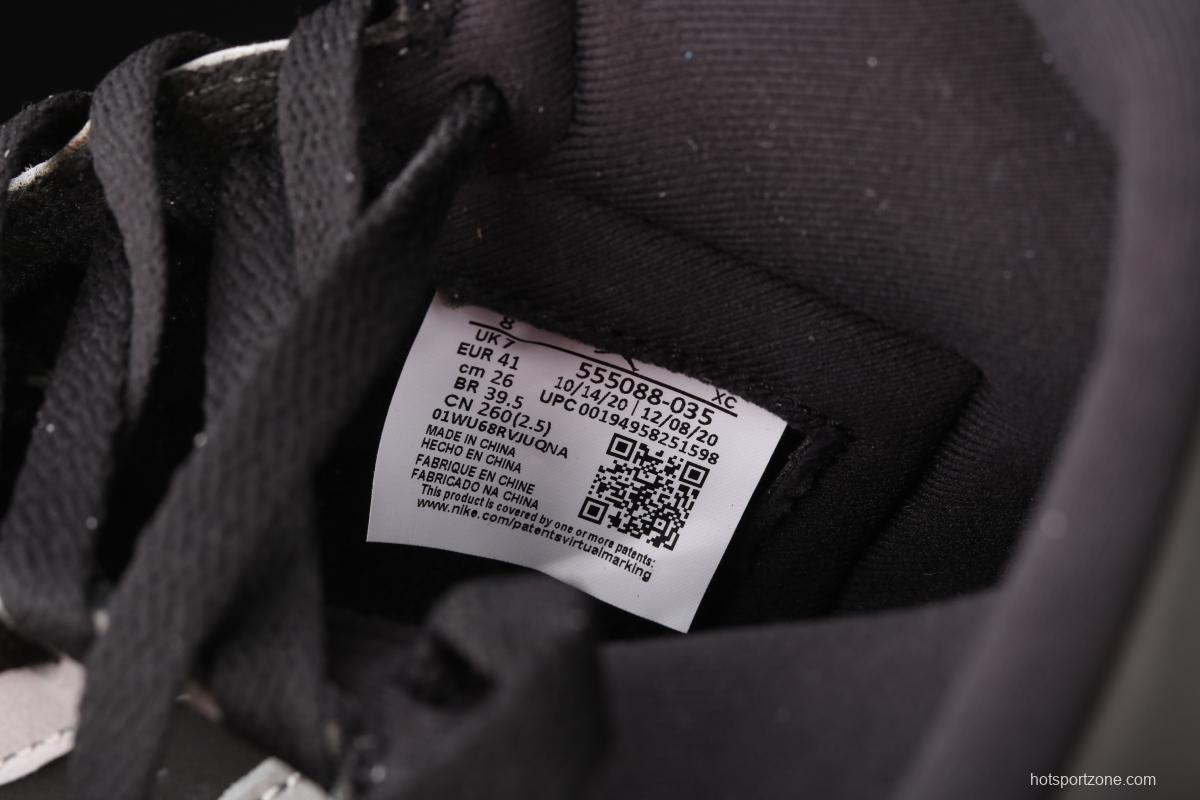 8
UK 7
EUR 41
cm 26
BR 39.5
CN 260(2.5)
01WU68RVJUQNA
MADE IN CHINA
HECHO EN CHINA
FABRIQUE EN CHINE
FABRICADO NA CHINA
This product is covered by one or more patents:
www.nike.com/patentsvirtualmarking
XC
555088-035
10/14/20 | 12/08/20
UPC 00194958251598
hotsportzone.com